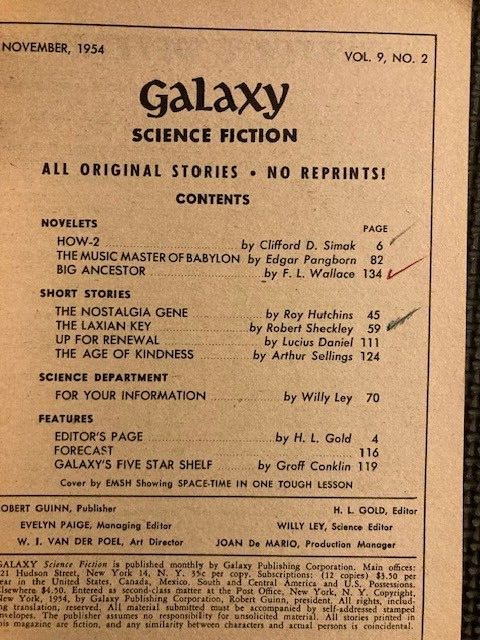 NOVEMBER, 1954
VOL. 9, NO. 2
Galaxy
SCIENCE FICTION
ALL ORIGINAL STORIES • NO REPRINTS!
CONTENTS
NOVELETS PAGE
HOW-2 by Clifford D. Simak 6
THE MUSIC MASTER OF BABYLON by Edgar Pangborn 82
BIG ANCESTOR by F. L. Wallace 134
SHORT STORIES
THE NOSTALGIA GENE by Roy Hutchins 45
THE LAXIAN KEY by Robert Sheckley 59
UP FOR RENEWAL by Lucius Daniel 111
THE AGE OF KINDNESS by Arthur Sellings 124
SCIENCE DEPARTMENT
FOR YOUR INFORMATION by Willy Ley 70
FEATURES
EDITOR'S PAGE by H. L. Gold 4
FORECAST 116
GALAXY'S FIVE STAR SHELF by Groff Conklin 119
Cover by EMSH Showing SPACE-TIME IN ONE TOUGH LESSON
OBERT GUINN, Publisher H. L. GOLD, Editor
EVELYN PAIGE, Managing Editor WILLY LEY, Science Editor
W. I. VAN DER POEL, Art Director JOAN De MARIO, Production Manager
GALAXY Science Fiction is published monthly by Galaxy Publishing Corporation. Main offices:
21 Hudson Street, New York 14, N. Y. 35c per copy. Subscriptions: (12 copies) $3.50 per
ear in the United States, Canada, Mexico, South and Central America and U.S. Possessions.
lsewhere $4.50. Entered as second-class matter at the Post Office, New York, N. Y. Copyright,
ew York, 1954, by Galaxy Publishing Corporation, Robert Guinn, president. All rights, includ-
ng translation, reserved. All material submitted must be accompanied by self-addressed stamped
nvelopes. The publisher assumes no responsibility for unsolicited material. All stories printed in
his magazine are fiction, and any similarity between characters and actual persons is coincidental.